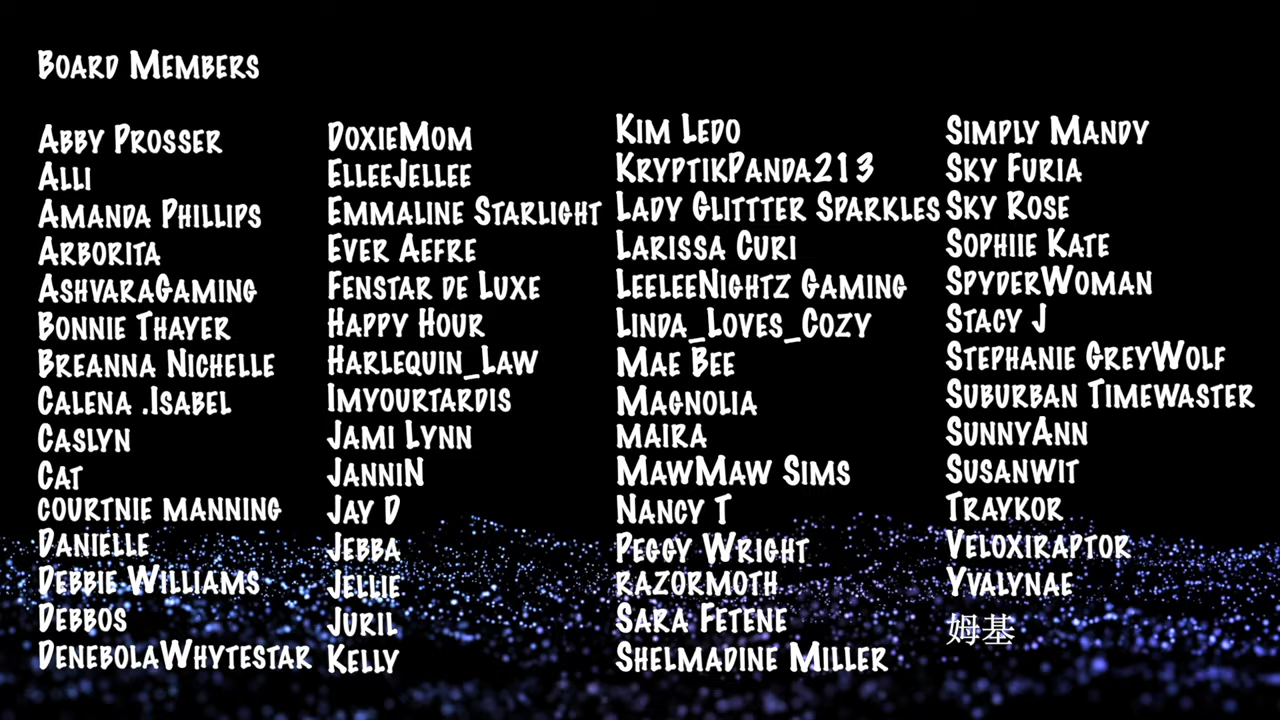 Board Members
Abby Prosser
Alli
Amanda Phillips
Arborita
AshvaraGaming
Bonnie Thayer
Breanna Nichelle
Calena .Isabel
Caslyn
Cat
courtnie manning
Danielle
Debbie Williams
Debbos
DenebolaWhytestar
DoxieMom
ElleeJellee
Emmaline Starlight
Ever Aefre
Fenstar de Luxe
Happy Hour
Harlequin_Law
Imyourtardis
Jami Lynn
JanniN
Jay D
Jebba
Jellie
Juril
Kelly
Kim Ledo
KryptikPanda213
Lady Glittter Sparkles
Larissa Curi
LeeleeNightz Gaming
Linda_Loves_Cozy
Mae Bee
Magnolia
maira
MawMaw Sims
Nancy T
Peggy Wright
razormoth
Sara Fetene
Shelmadine Miller
Simply Mandy
Sky Furia
Sky Rose
Sophiie Kate
SpyderWoman
Stacy J
Stephanie GreyWolf
Suburban Timewaster
SunnyAnn
Susanwit
Traykor
Veloxiraptor
Yvalynae
姆基